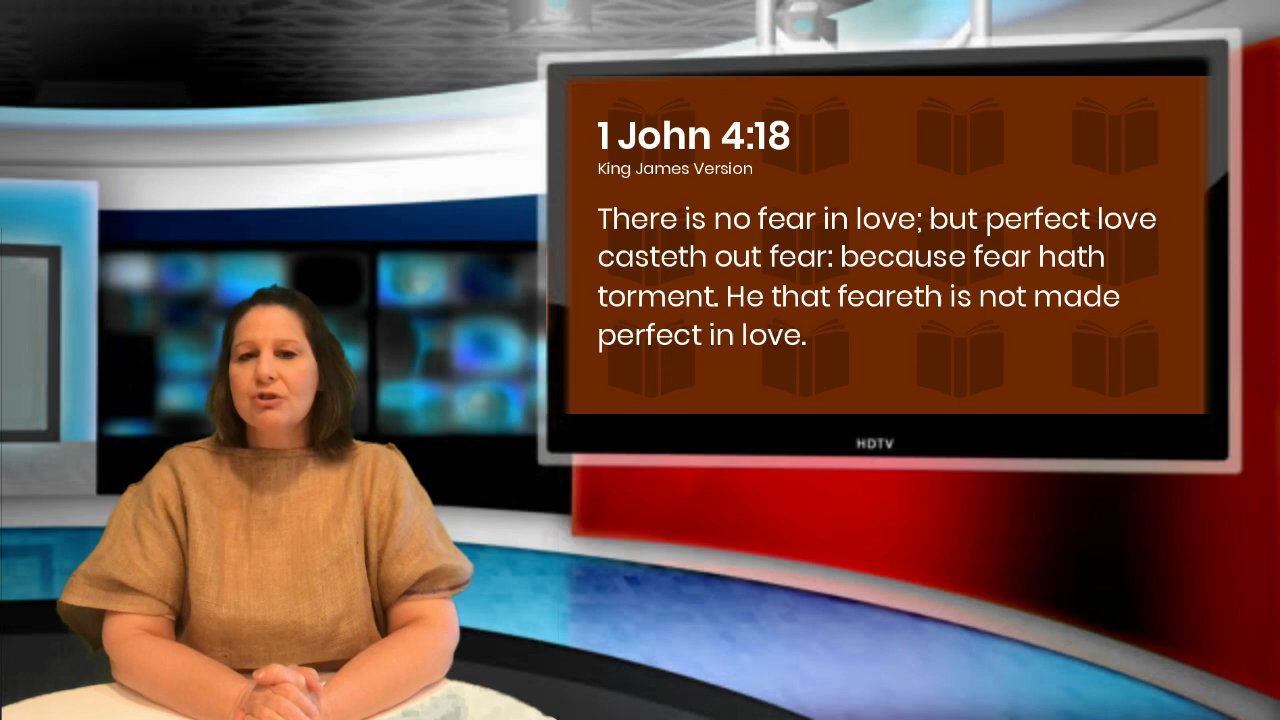 1 John 4:18
King James Version
There is no fear in love; but perfect love
casteth out fear: because fear hath
torment. He that feareth is not made
perfect in love.
HDTV